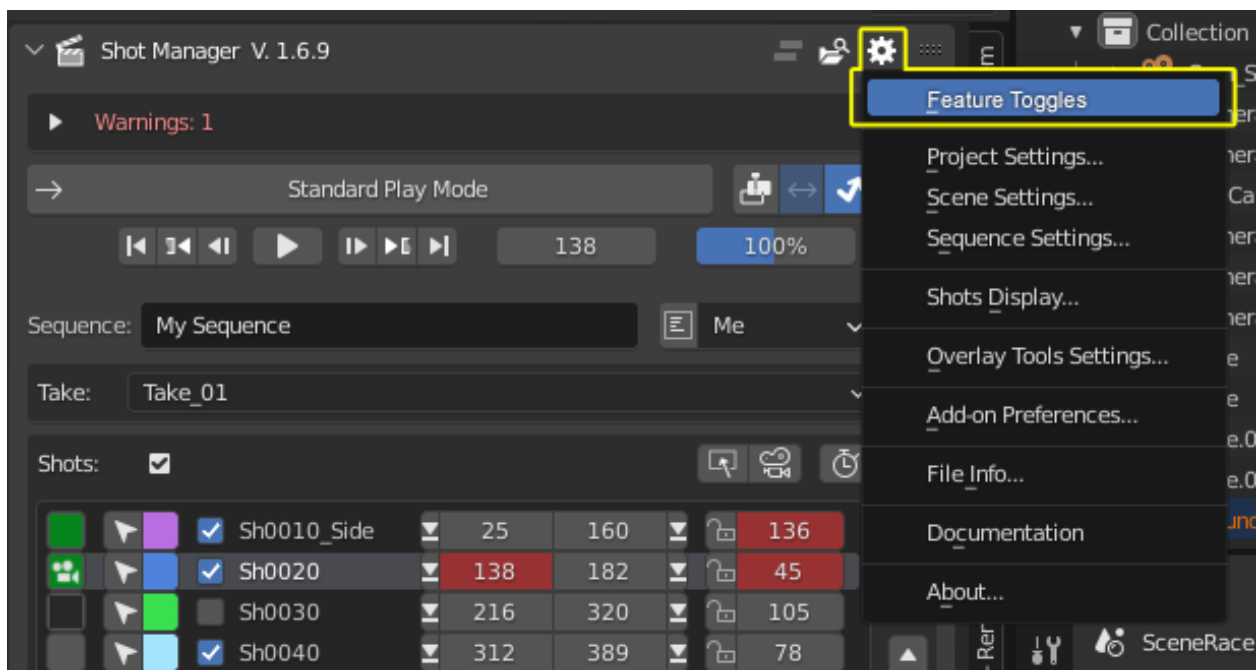 Shot Manager V. 1.6.9
Collection
Feature Toggles
Warnings: 1
Project Settings...
Standard Play Mode
Scene Settings...
Sequence Settings...
138
100%
Shots Display...
Sequence:
My Sequence
Me
Overlay Tools Settings...
Take:
Take_01
Add-on Preferences...
Shots:
File Info...
Sh0010_Side 25 160 136
Documentation
Sh0020 138 182 45
About...
Sh0030 216 320 105
Sh0040 312 389 78
SceneRace